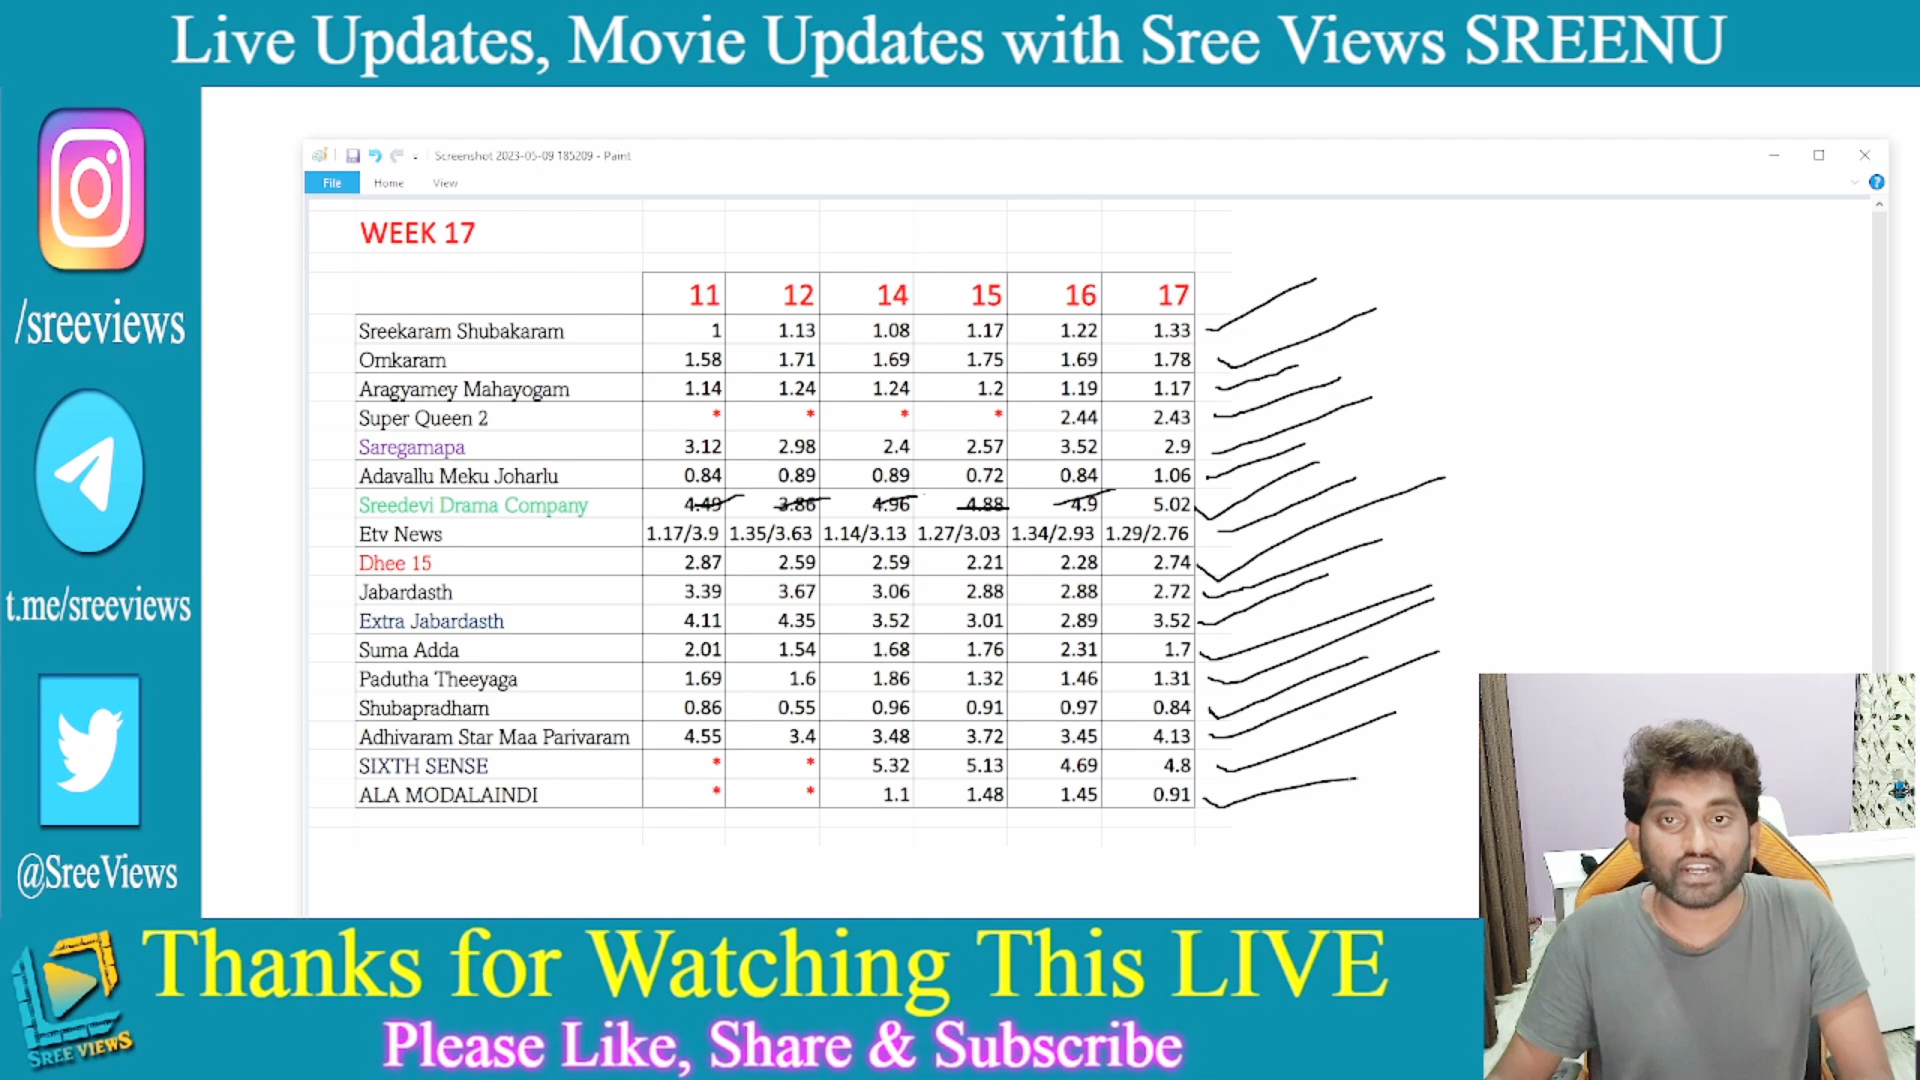 Live Updates, Movie Updates with Sree Views SREENU
/sreeviews
t.me/sreeviews
@SreeViews
Screenshot 2023-05-09 185209 - Paint
File Home View
WEEK 17
11 12 14 15 16 17
Sreekaram Shubakaram 1 1.13 1.08 1.17 1.22 1.33
Omkaram 1.58 1.71 1.69 1.75 1.69 1.78
Aragyamey Mahayogam 1.14 1.24 1.24 1.2 1.19 1.17
Super Queen 2 * * * * 2.44 2.43
Saregamapa 3.12 2.98 2.4 2.57 3.52 2.9
Adavallu Meku Joharlu 0.84 0.89 0.89 0.72 0.84 1.06
Sreedevi Drama Company 4.49 3.86 4.96 4.88 4.9 5.02
Etv News 1.17/3.9 1.35/3.63 1.14/3.13 1.27/3.03 1.34/2.93 1.29/2.76
Dhee 15 2.87 2.59 2.59 2.21 2.28 2.74
Jabardasth 3.39 3.67 3.06 2.88 2.88 2.72
Extra Jabardasth 4.11 4.35 3.52 3.01 2.89 3.52
Suma Adda 2.01 1.54 1.68 1.76 2.31 1.7
Padutha Theeyaga 1.69 1.6 1.86 1.32 1.46 1.31
Shubapradham 0.86 0.55 0.96 0.91 0.97 0.84
Adhivaram Star Maa Parivaram 4.55 3.4 3.48 3.72 3.45 4.13
SIXTH SENSE * * 5.32 5.13 4.69 4.8
ALA MODALAINDI * * 1.1 1.48 1.45 0.91
SREE VIEWS
Thanks for Watching This LIVE
Please Like, Share & Subscribe